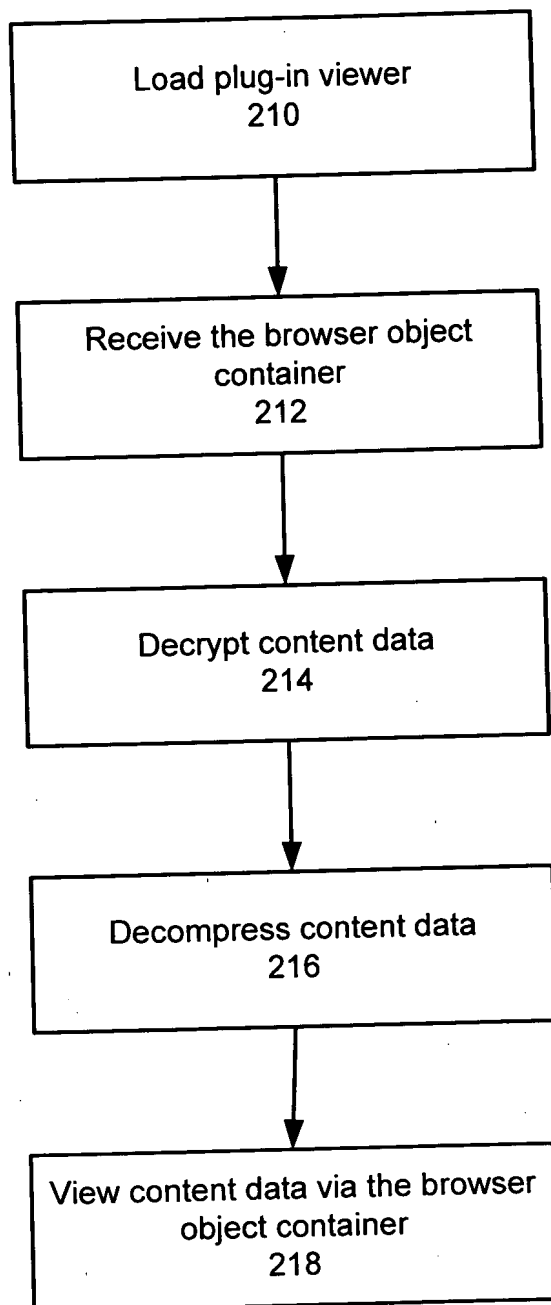 Load plug-in viewer
210
Receive the browser object
container
212
Decrypt content data
214
Decompress content data
216
View content data via the browser
object container
218